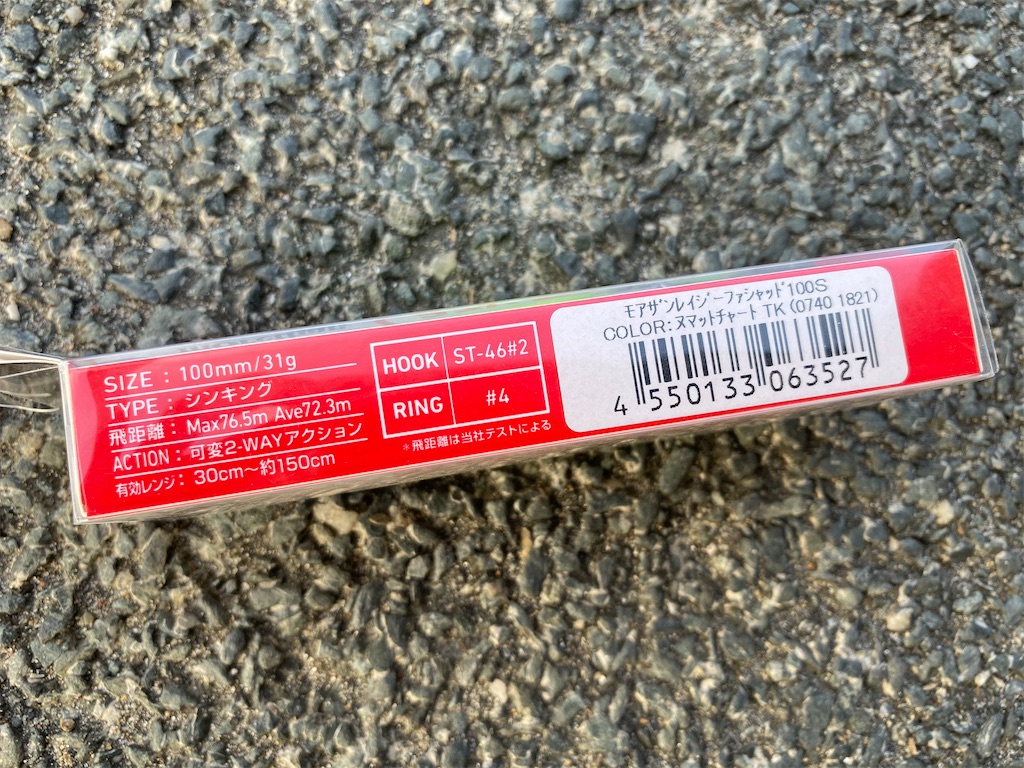 SIZE : 100mm/31g
TYPE : シンキング
飛距離 : Max76.5m Ave72.3m
ACTION : 可変2-WAYアクション
有効レンジ : 30cm～約150cm
HOOK ST-46#2
RING #4
＊飛距離は当社テストによる
モアザンレイジーファシャッド100S
COLOR:ヌマットチャート TK (0740 1821)
4 550133 063527